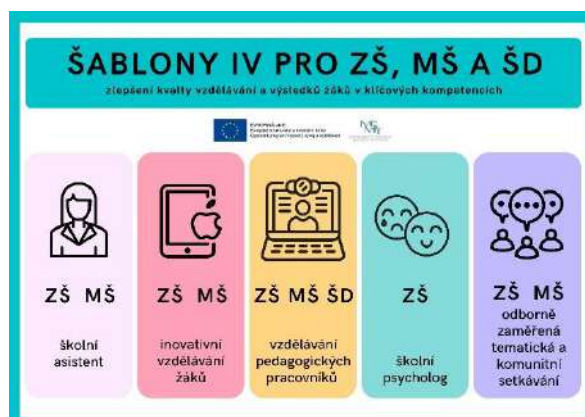 ŠABLONY IV PRO ZŠ, MŠ A ŠD
zlepšení kvality vzdělávání a výsledků žáků v klíčových kompetencích
ZŠ MŠ
školní
asistent
ZŠ MŠ
inovativní
vzdělávání
žáků
ZŠ MŠ ŠD
vzdělávání
pedagogických
pracovníků
ZŠ
školní
psycholog
ZŠ MŠ
odborně
zaměřená
tematická a
komunitní
setkávání